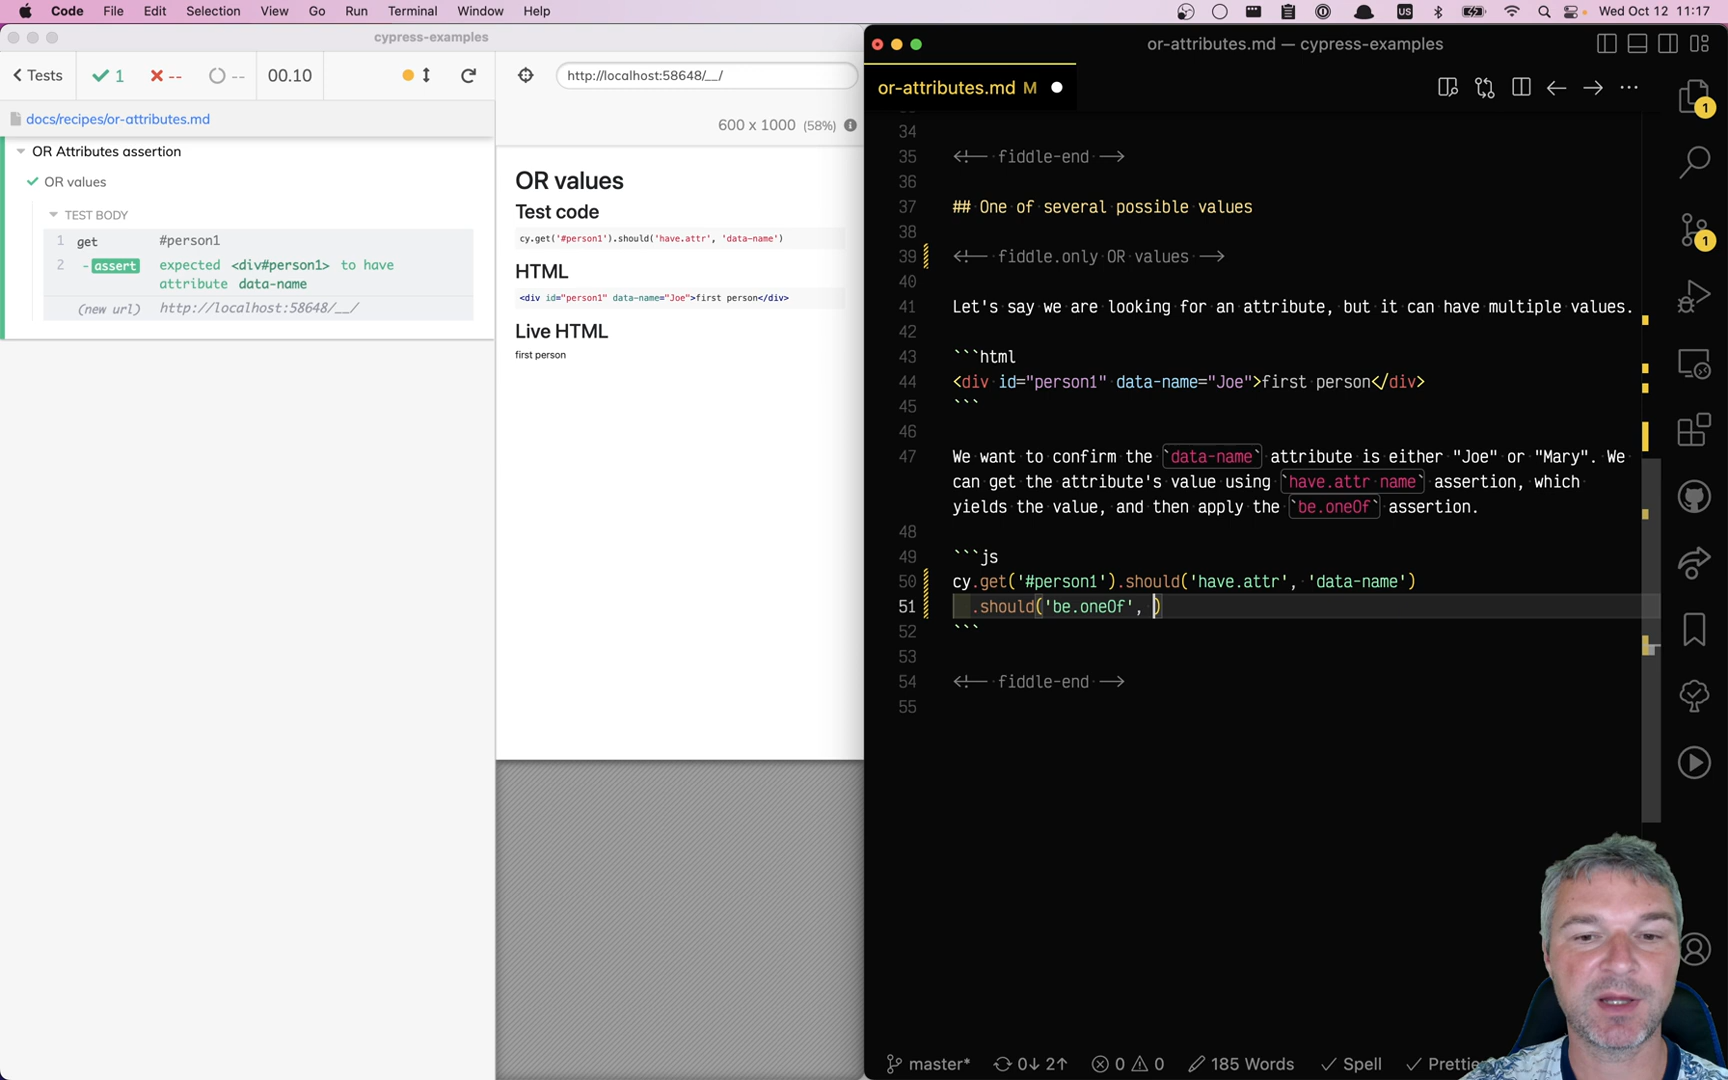 Code File Edit Selection View Go Run Terminal Window Help
US
Wed Oct 12 11:17
cypress-examples
Tests
1
--
--
00.10
http://localhost:58648/__/
600 x 1000 (58%)
docs/recipes/or-attributes.md
OR Attributes assertion
OR values
TEST BODY
1 get #person1
2 -assert expected <div#person1> to have
attribute data-name
(new url) http://localhost:58648/__/
OR values
Test code
cy.get('#person1').should('have.attr', 'data-name')
HTML
<div id="person1" data-name="Joe">first person</div>
Live HTML
first person
or-attributes.md — cypress-examples
or-attributes.md M
34
35 <!-- fiddle-end -->
36
37 ## One of several possible values
38
39 <!-- fiddle.only OR values -->
40
41 Let's say we are looking for an attribute, but it can have multiple values.
42
43 ```html
44 <div id="person1" data-name="Joe">first person</div>
45 ```
46
47 We want to confirm the `data-name` attribute is either "Joe" or "Mary". We
can get the attribute's value using `have.attr name` assertion, which
yields the value, and then apply the `be.oneOf` assertion.
48
49 ```js
50 cy.get('#person1').should('have.attr', 'data-name')
51 .should('be.oneOf', )
52 ```
53
54 <!-- fiddle-end -->
55
1
1
master* 0↓ 2↑ 0 0 185 Words Spell